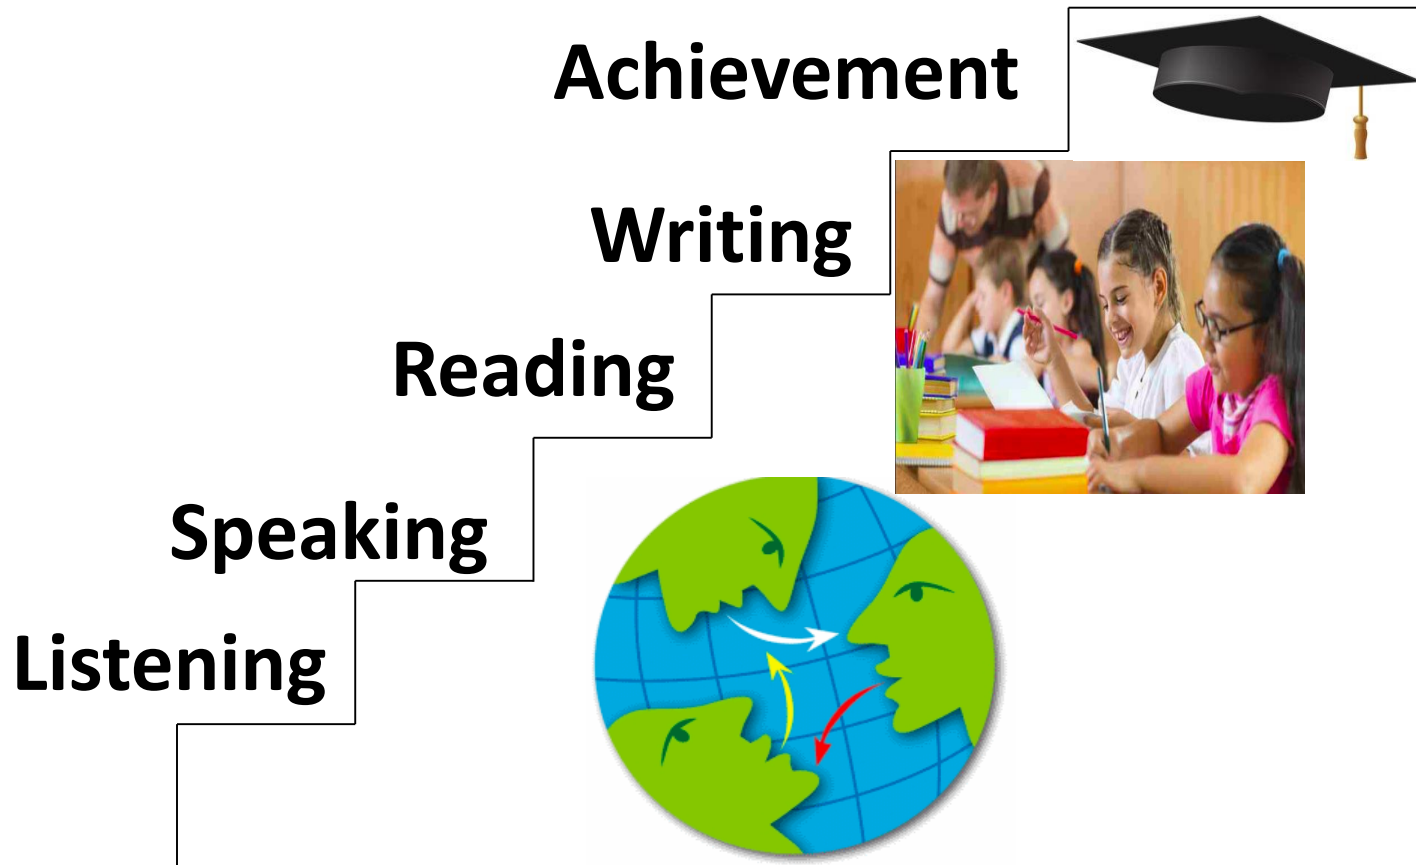 Achievement
Writing
Reading
Speaking
Listening